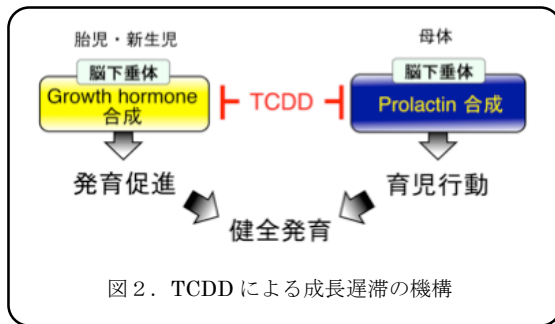 胎児・新生児
母体
脳下垂体
脳下垂体
Growth hormone
合成
TCDD
Prolactin 合成
発育促進
育児行動
健全発育
図２．TCDD による成長遅滞の機構